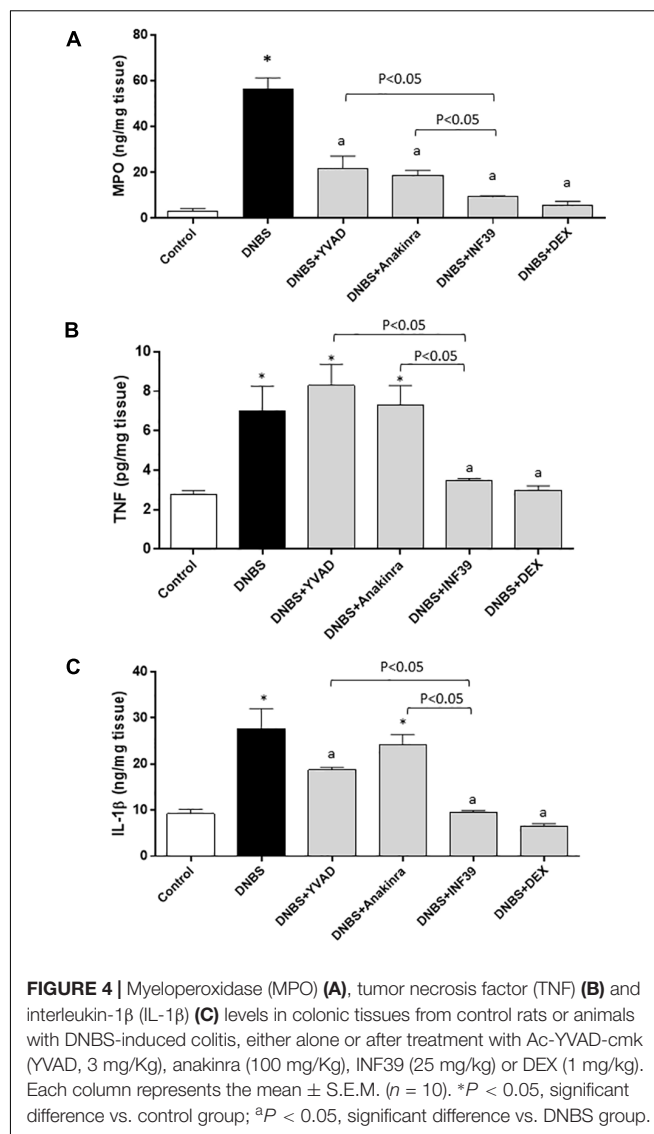 A
MPO (ng/mg tissue)
80
60
40
20
0
*
a
a
a
a
P<0.05
P<0.05
Control
DNBS
DNBS+YVAD
DNBS+Anakinra
DNBS+INF39
DNBS+DEX
B
TNF (pg/mg tissue)
10
8
6
4
2
0
*
*
*
a
a
P<0.05
P<0.05
Control
DNBS
DNBS+YVAD
DNBS+Anakinra
DNBS+INF39
DNBS+DEX
C
IL-1β (ng/mg tissue)
40
30
20
10
0
*
a
*
a
a
P<0.05
P<0.05
Control
DNBS
DNBS+YVAD
DNBS+Anakinra
DNBS+INF39
DNBS+DEX
FIGURE 4 | Myeloperoxidase (MPO) (A), tumor necrosis factor (TNF) (B) and
interleukin-1β (IL-1β) (C) levels in colonic tissues from control rats or animals
with DNBS-induced colitis, either alone or after treatment with Ac-YVAD-cmk
(YVAD, 3 mg/Kg), anakinra (100 mg/Kg), INF39 (25 mg/kg) or DEX (1 mg/kg).
Each column represents the mean ± S.E.M. (n = 10). *P < 0.05, significant
difference vs. control group; aP < 0.05, significant difference vs. DNBS group.